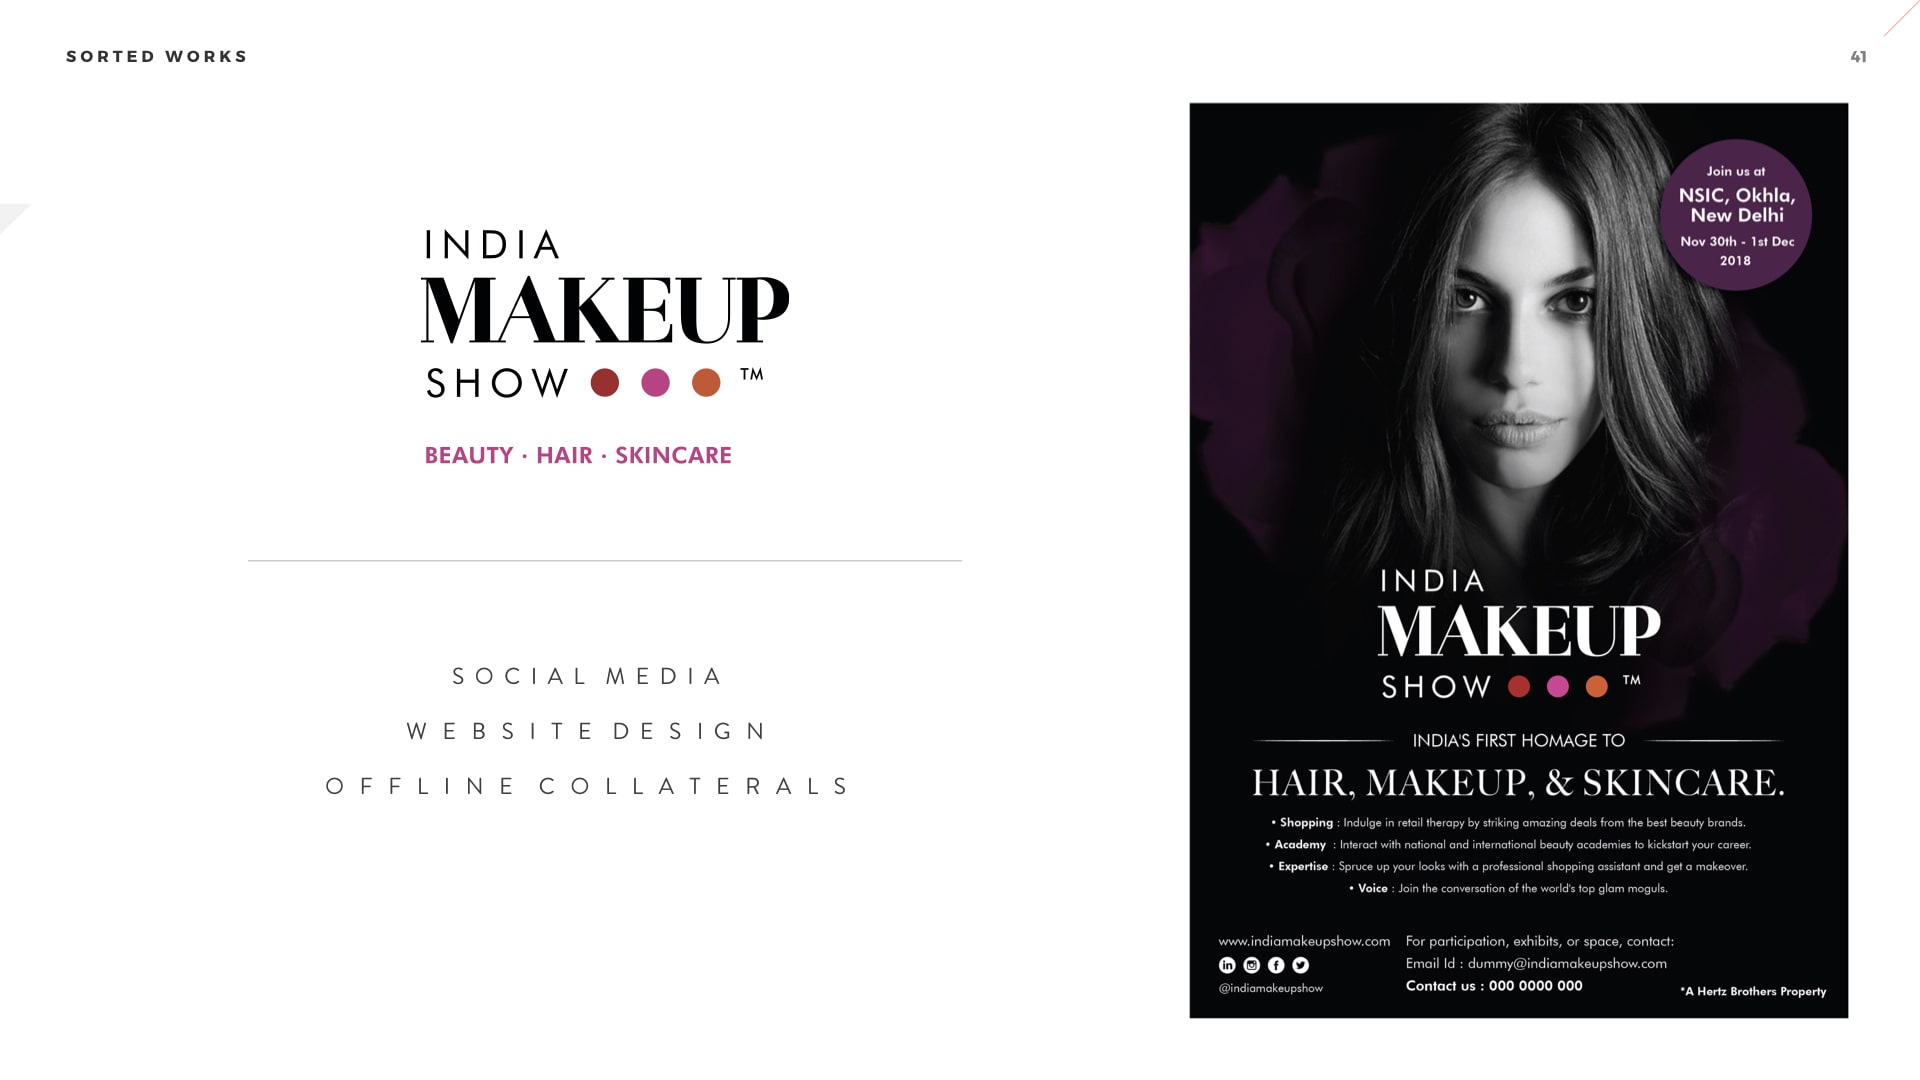 SORTED WORKS
41
INDIA
MAKEUP
SHOW ™
BEAUTY · HAIR · SKINCARE
SOCIAL MEDIA
WEBSITE DESIGN
OFFLINE COLLATERALS
Join us at
NSIC, Okhla,
New Delhi
Nov 30th - 1st Dec
2018
INDIA
MAKEUP
SHOW ™
INDIA'S FIRST HOMAGE TO
HAIR, MAKEUP, & SKINCARE.
• Shopping : Indulge in retail therapy by striking amazing deals from the best beauty brands.
• Academy : Interact with national and international beauty academies to kickstart your career.
• Expertise : Spruce up your looks with a professional shopping assistant and get a makeover.
• Voice : Join the conversation of the world's top glam moguls.
www.indiamakeupshow.com
@indiamakeupshow
For participation, exhibits, or space, contact:
Email Id : dummy@indiamakeupshow.com
Contact us : 000 0000 000
*A Hertz Brothers Property